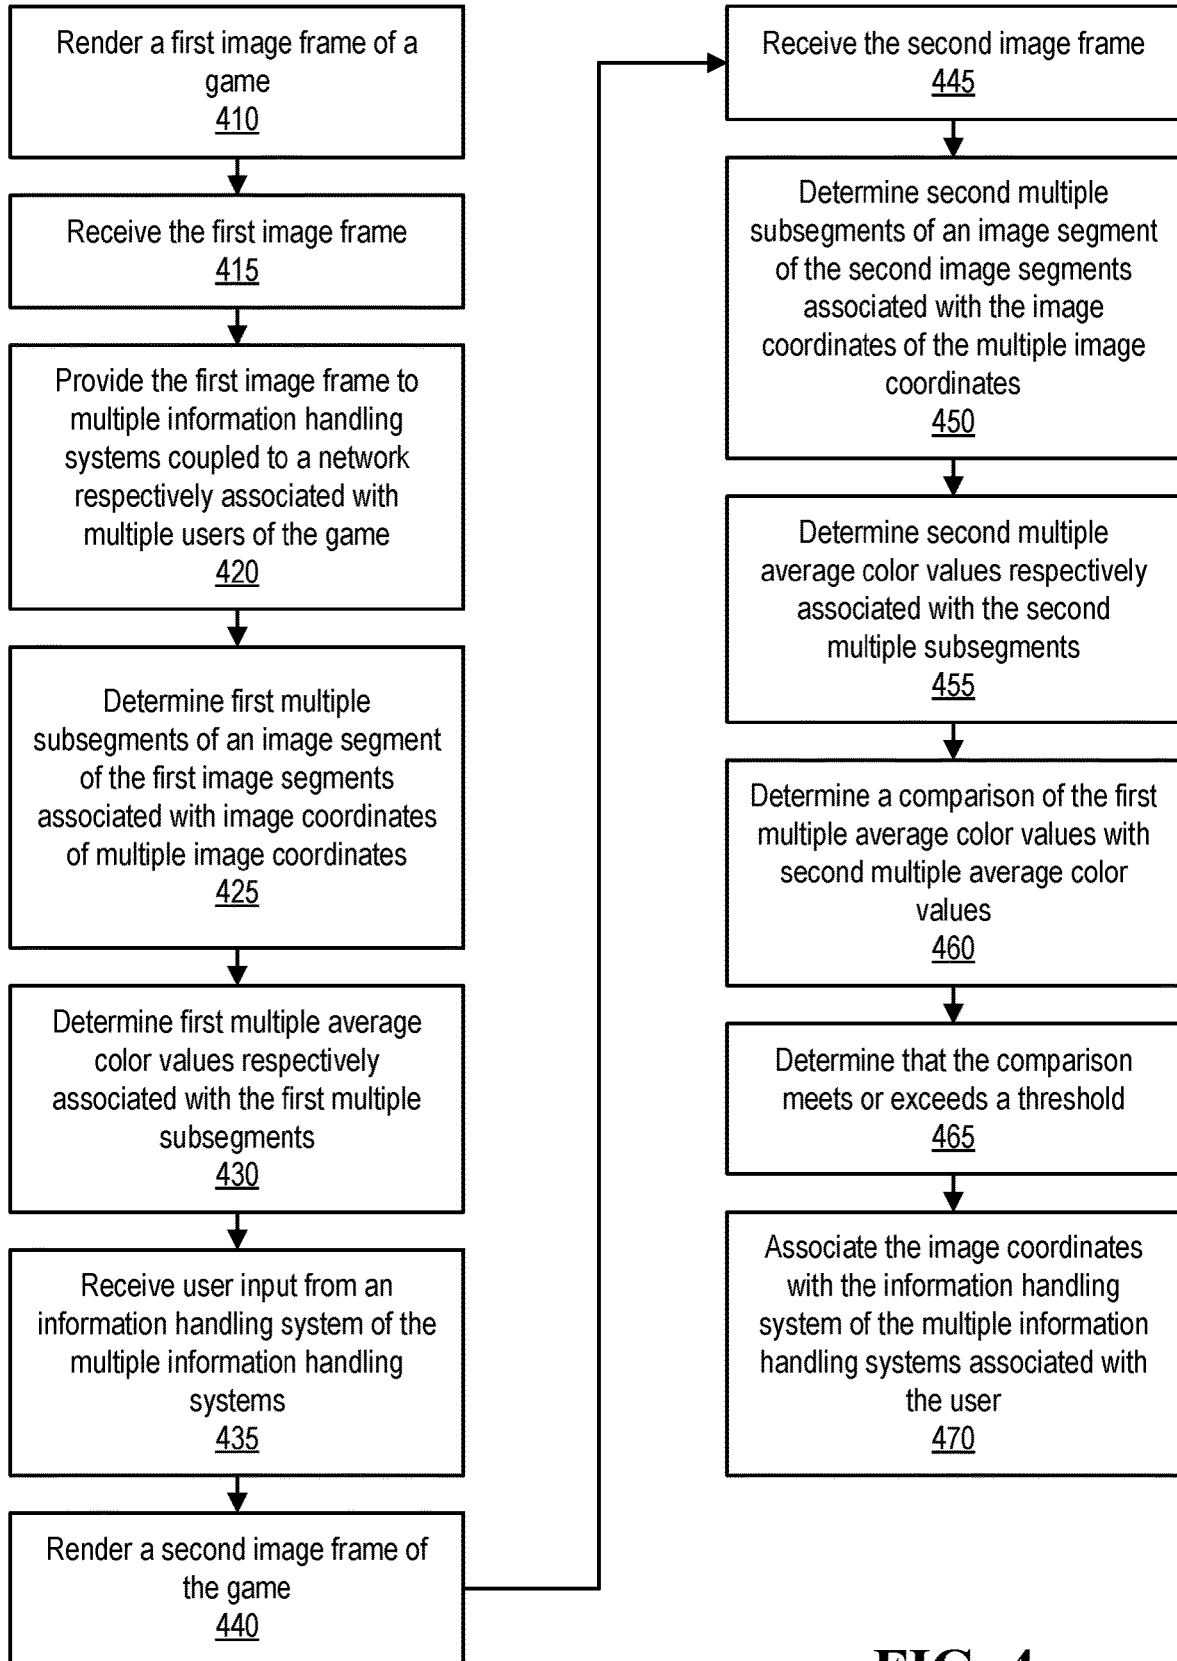 Render a first image frame of a
game
410
Receive the first image frame
415
Provide the first image frame to
multiple information handling
systems coupled to a network
respectively associated with
multiple users of the game
420
Determine first multiple
subsegments of an image segment
of the first image segments
associated with image coordinates
of multiple image coordinates
425
Determine first multiple average
color values respectively
associated with the first multiple
subsegments
430
Receive user input from an
information handling system of the
multiple information handling
systems
435
Render a second image frame of
the game
440
Receive the second image frame
445
Determine second multiple
subsegments of an image segment
of the second image segments
associated with the image
coordinates of the multiple image
coordinates
450
Determine second multiple
average color values respectively
associated with the second
multiple subsegments
455
Determine a comparison of the first
multiple average color values with
second multiple average color
values
460
Determine that the comparison
meets or exceeds a threshold
465
Associate the image coordinates
with the information handling
system of the multiple information
handling systems associated with
the user
470
FIG. 4